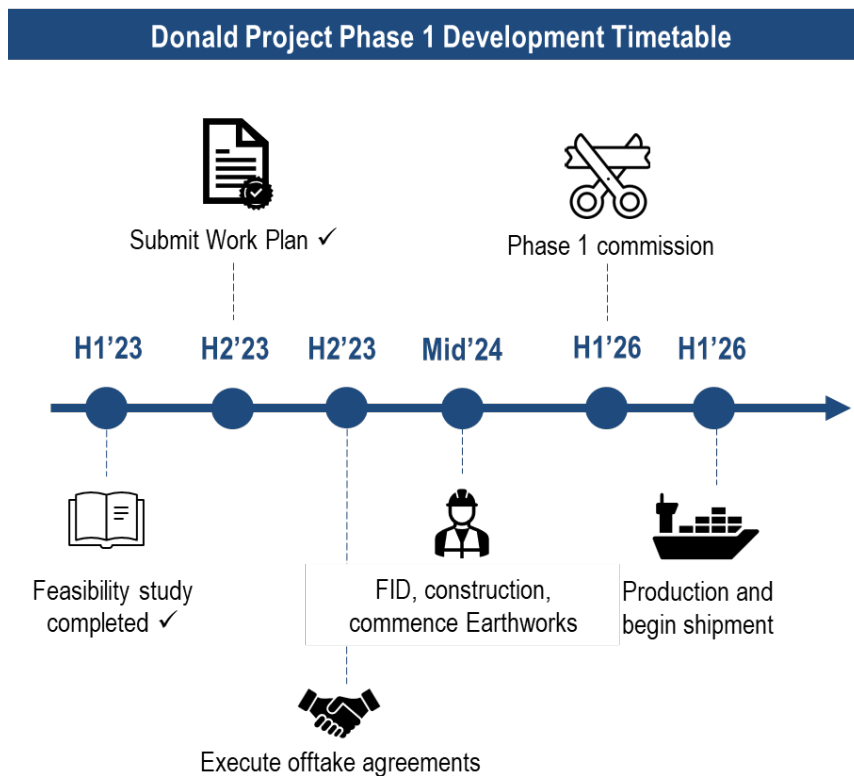 Donald Project Phase 1 Development Timetable
Submit Work Plan ✓
Phase 1 commission
H1’23
H2’23
H2’23
Mid’24
H1’26
H1’26
Feasibility study
completed ✓
FID, construction,
commence Earthworks
Production and
begin shipment
Execute offtake agreements